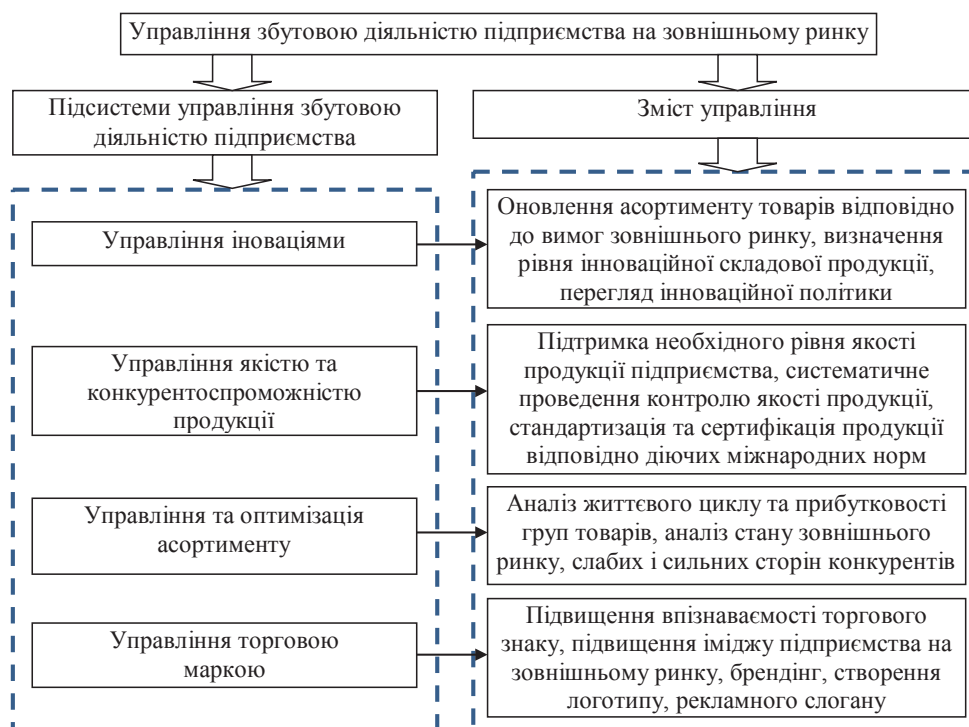 Управління збутовою діяльністю підприємства на зовнішньому ринку
Підсистеми управління збутовою
діяльністю підприємства
Зміст управління
Управління іноваціями
Оновлення асортименту товарів відповідно
до вимог зовнішнього ринку, визначення
рівня інноваційної складової продукції,
перегляд інноваційної політики
Управління якістю та
конкурентоспроможністю
продукції
Підтримка необхідного рівня якості
продукції підприємства, систематичне
проведення контролю якості продукції,
стандартизація та сертифікація продукції
відповідно діючих міжнародних норм
Управління та оптимізація
асортименту
Аналіз життєвого циклу та прибутковості
груп товарів, аналіз стану зовнішнього
ринку, слабих і сильних сторін конкурентів
Управління торговою
маркою
Підвищення впізнаваємості торгового
знаку, підвищення іміджу підприємства на
зовнішньому ринку, брендінг, створення
логотипу, рекламного слогану